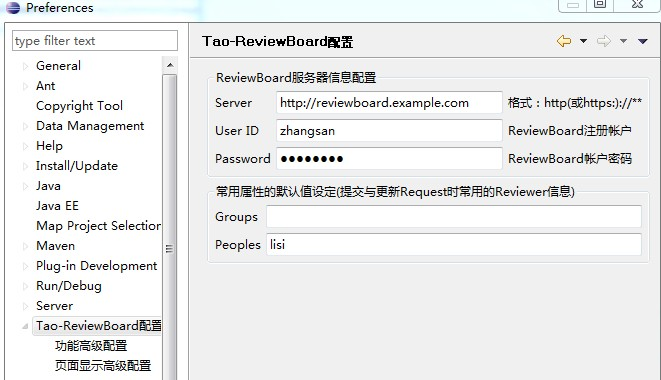 Preferences
type filter text
General
Ant
Copyright Tool
Data Management
Help
Install/Update
Java
Java EE
Map Project Selection
Maven
Plug-in Development
Run/Debug
Server
Tao-ReviewBoard配置
功能高级配置
页面显示高级配置
Tao-ReviewBoard配置
ReviewBoard服务器信息配置
Server http://reviewboard.example.com 格式：http(或https:)://**
User ID zhangsan ReviewBoard注册帐户
Password ●●●●●●●● ReviewBoard帐户密码
常用属性的默认值设定(提交与更新Request时常用的Reviewer信息)
Groups
Peoples lisi